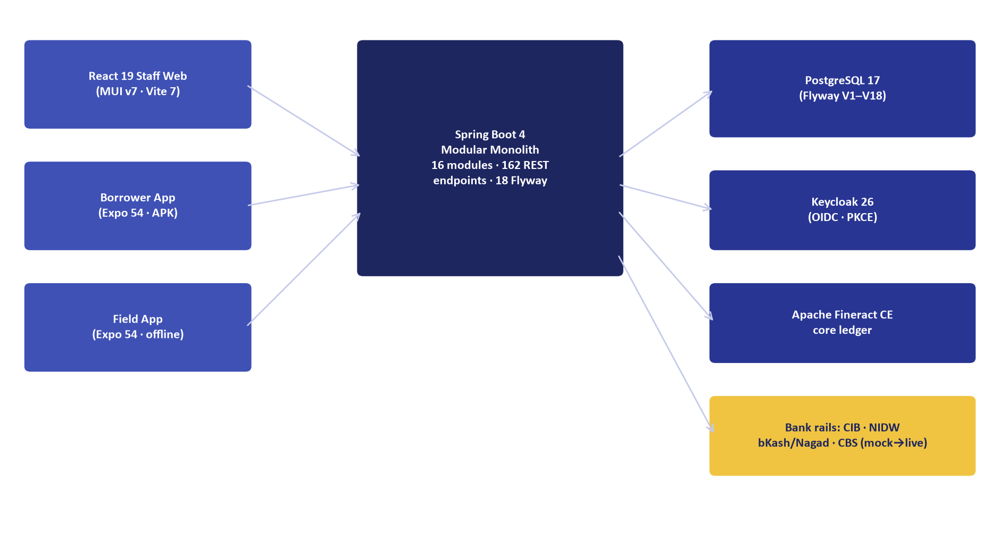 React 19 Staff Web
(MUI v7 · Vite 7)
Borrower App
(Expo 54 · APK)
Field App
(Expo 54 · offline)
Spring Boot 4
Modular Monolith
16 modules · 162 REST
endpoints · 18 Flyway
PostgreSQL 17
(Flyway V1–V18)
Keycloak 26
(OIDC · PKCE)
Apache Fineract CE
core ledger
Bank rails: CIB · NIDW
bKash/Nagad · CBS (mock→live)